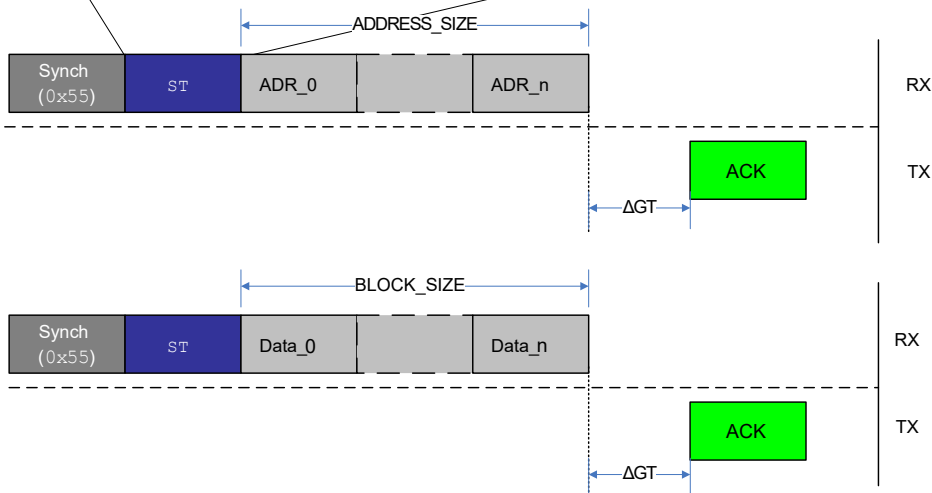 ADDRESS_SIZE
Synch
(0x55)
ST
ADR_0
ADR_n
RX
ACK
TX
ΔGT
BLOCK_SIZE
Synch
(0x55)
ST
Data_0
Data_n
RX
ACK
TX
ΔGT